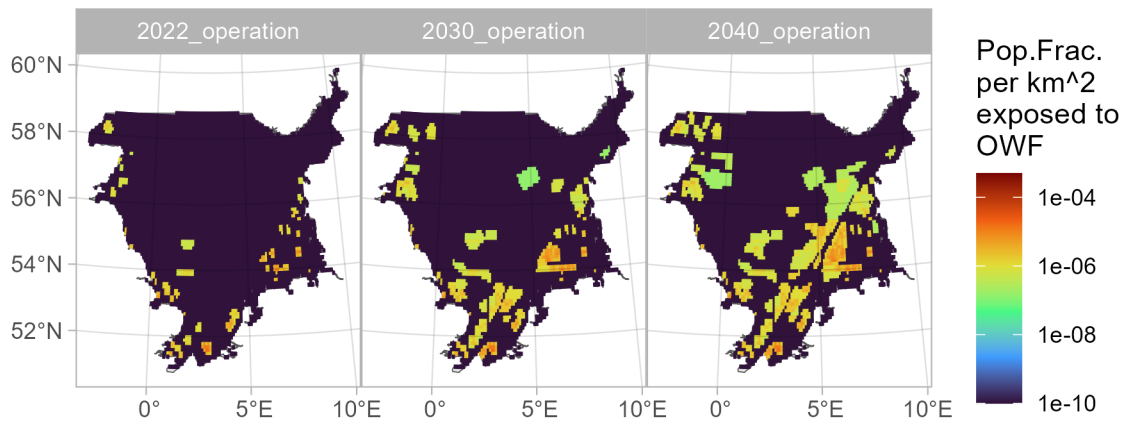 2022_operation 2030_operation 2040_operation
Pop.Frac.
per km^2
exposed to
OWF
60°N
58°N
56°N
54°N
52°N
0° 5°E 10°E 0° 5°E 10°E 0° 5°E 10°E
1e-04
1e-06
1e-08
1e-10